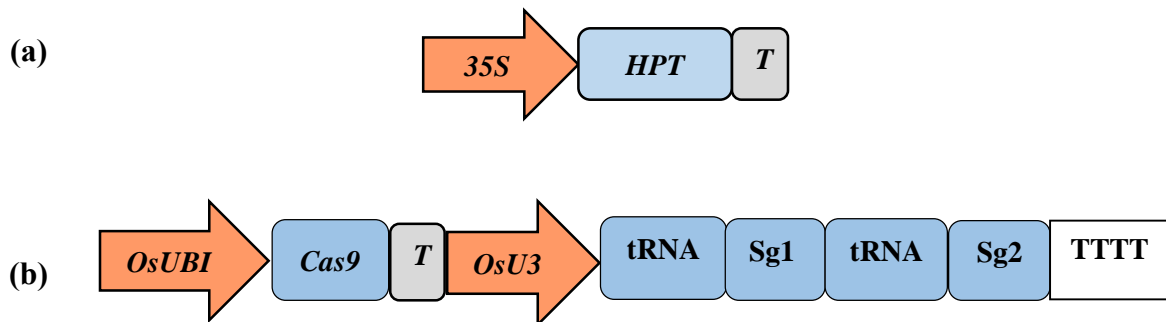 (a) 35S HPT T
(b) OsUBI Cas9 T OsU3 tRNA Sg1 tRNA Sg2 TTTT